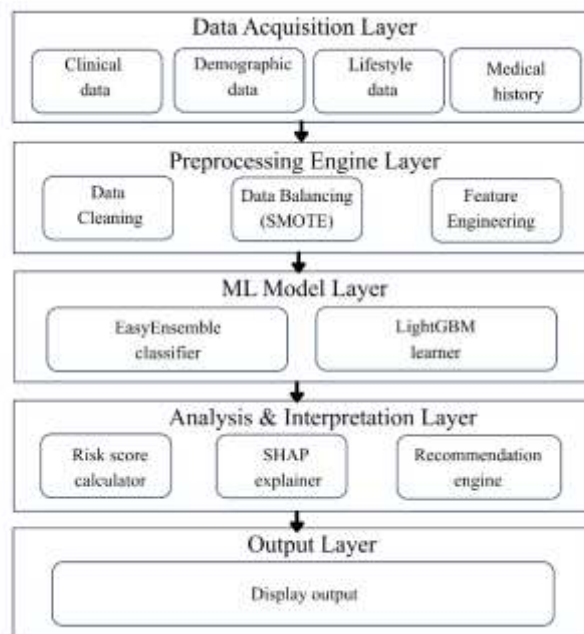 Data Acquisition Layer
Clinical
data
Demographic
data
Lifestyle
data
Medical
history
Preprocessing Engine Layer
Data
Cleaning
Data Balancing
(SMOTE)
Feature
Engineering
ML Model Layer
EasyEnsemble
classifier
LightGBM
learner
Analysis & Interpretation Layer
Risk score
calculator
SHAP
explainer
Recommendation
engine
Output Layer
Display output